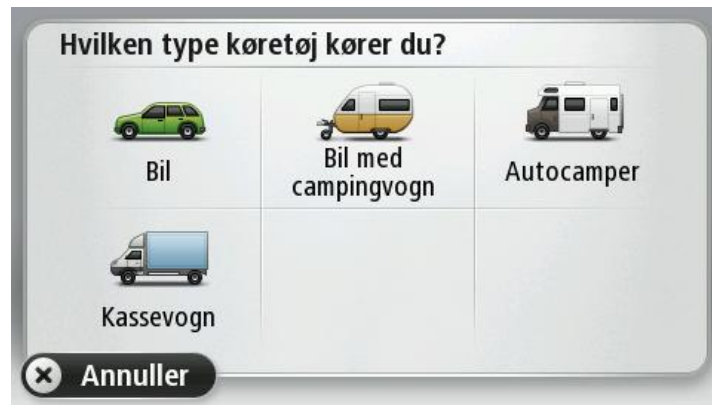 Hvilken type køretøj kører du?
Bil
Bil med
campingvogn
Autocamper
Kassevogn
Annuller